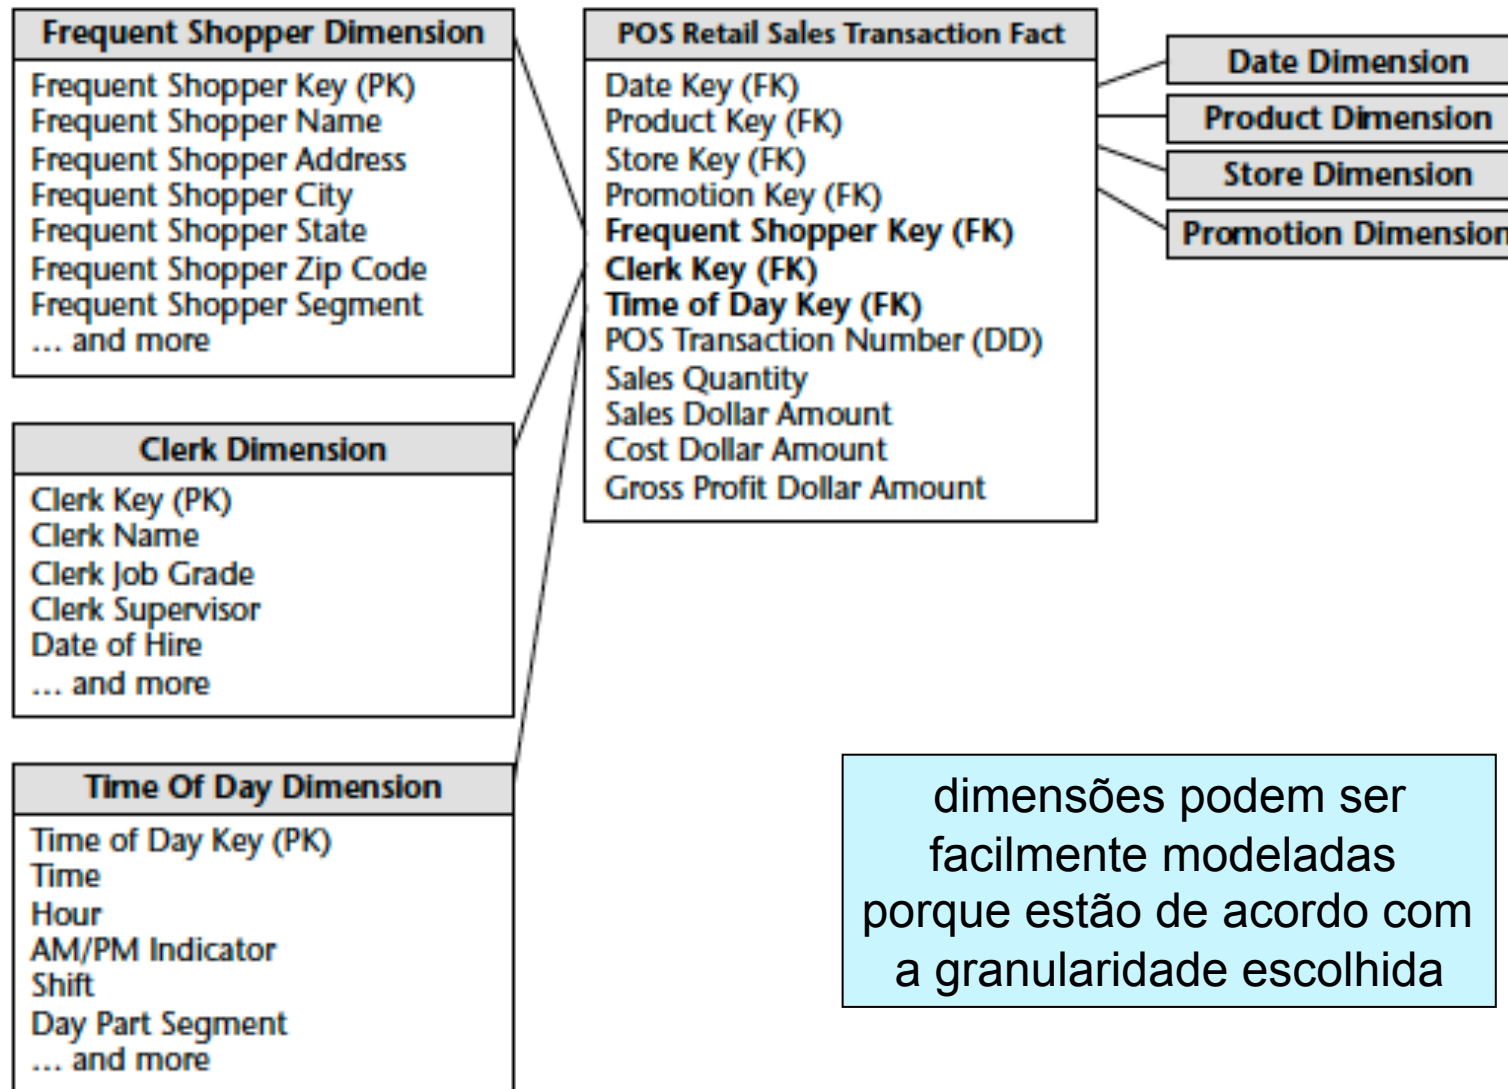 Frequent Shopper Dimension
Frequent Shopper Key (PK)
Frequent Shopper Name
Frequent Shopper Address
Frequent Shopper City
Frequent Shopper State
Frequent Shopper Zip Code
Frequent Shopper Segment
... and more
Clerk Dimension
Clerk Key (PK)
Clerk Name
Clerk Job Grade
Clerk Supervisor
Date of Hire
... and more
Time Of Day Dimension
Time of Day Key (PK)
Time
Hour
AM/PM Indicator
Shift
Day Part Segment
... and more
POS Retail Sales Transaction Fact
Date Key (FK)
Product Key (FK)
Store Key (FK)
Promotion Key (FK)
Frequent Shopper Key (FK)
Clerk Key (FK)
Time of Day Key (FK)
POS Transaction Number (DD)
Sales Quantity
Sales Dollar Amount
Cost Dollar Amount
Gross Profit Dollar Amount
Date Dimension
Product Dimension
Store Dimension
Promotion Dimension
dimensões podem ser
facilmente modeladas
porque estão de acordo com
a granularidade escolhida